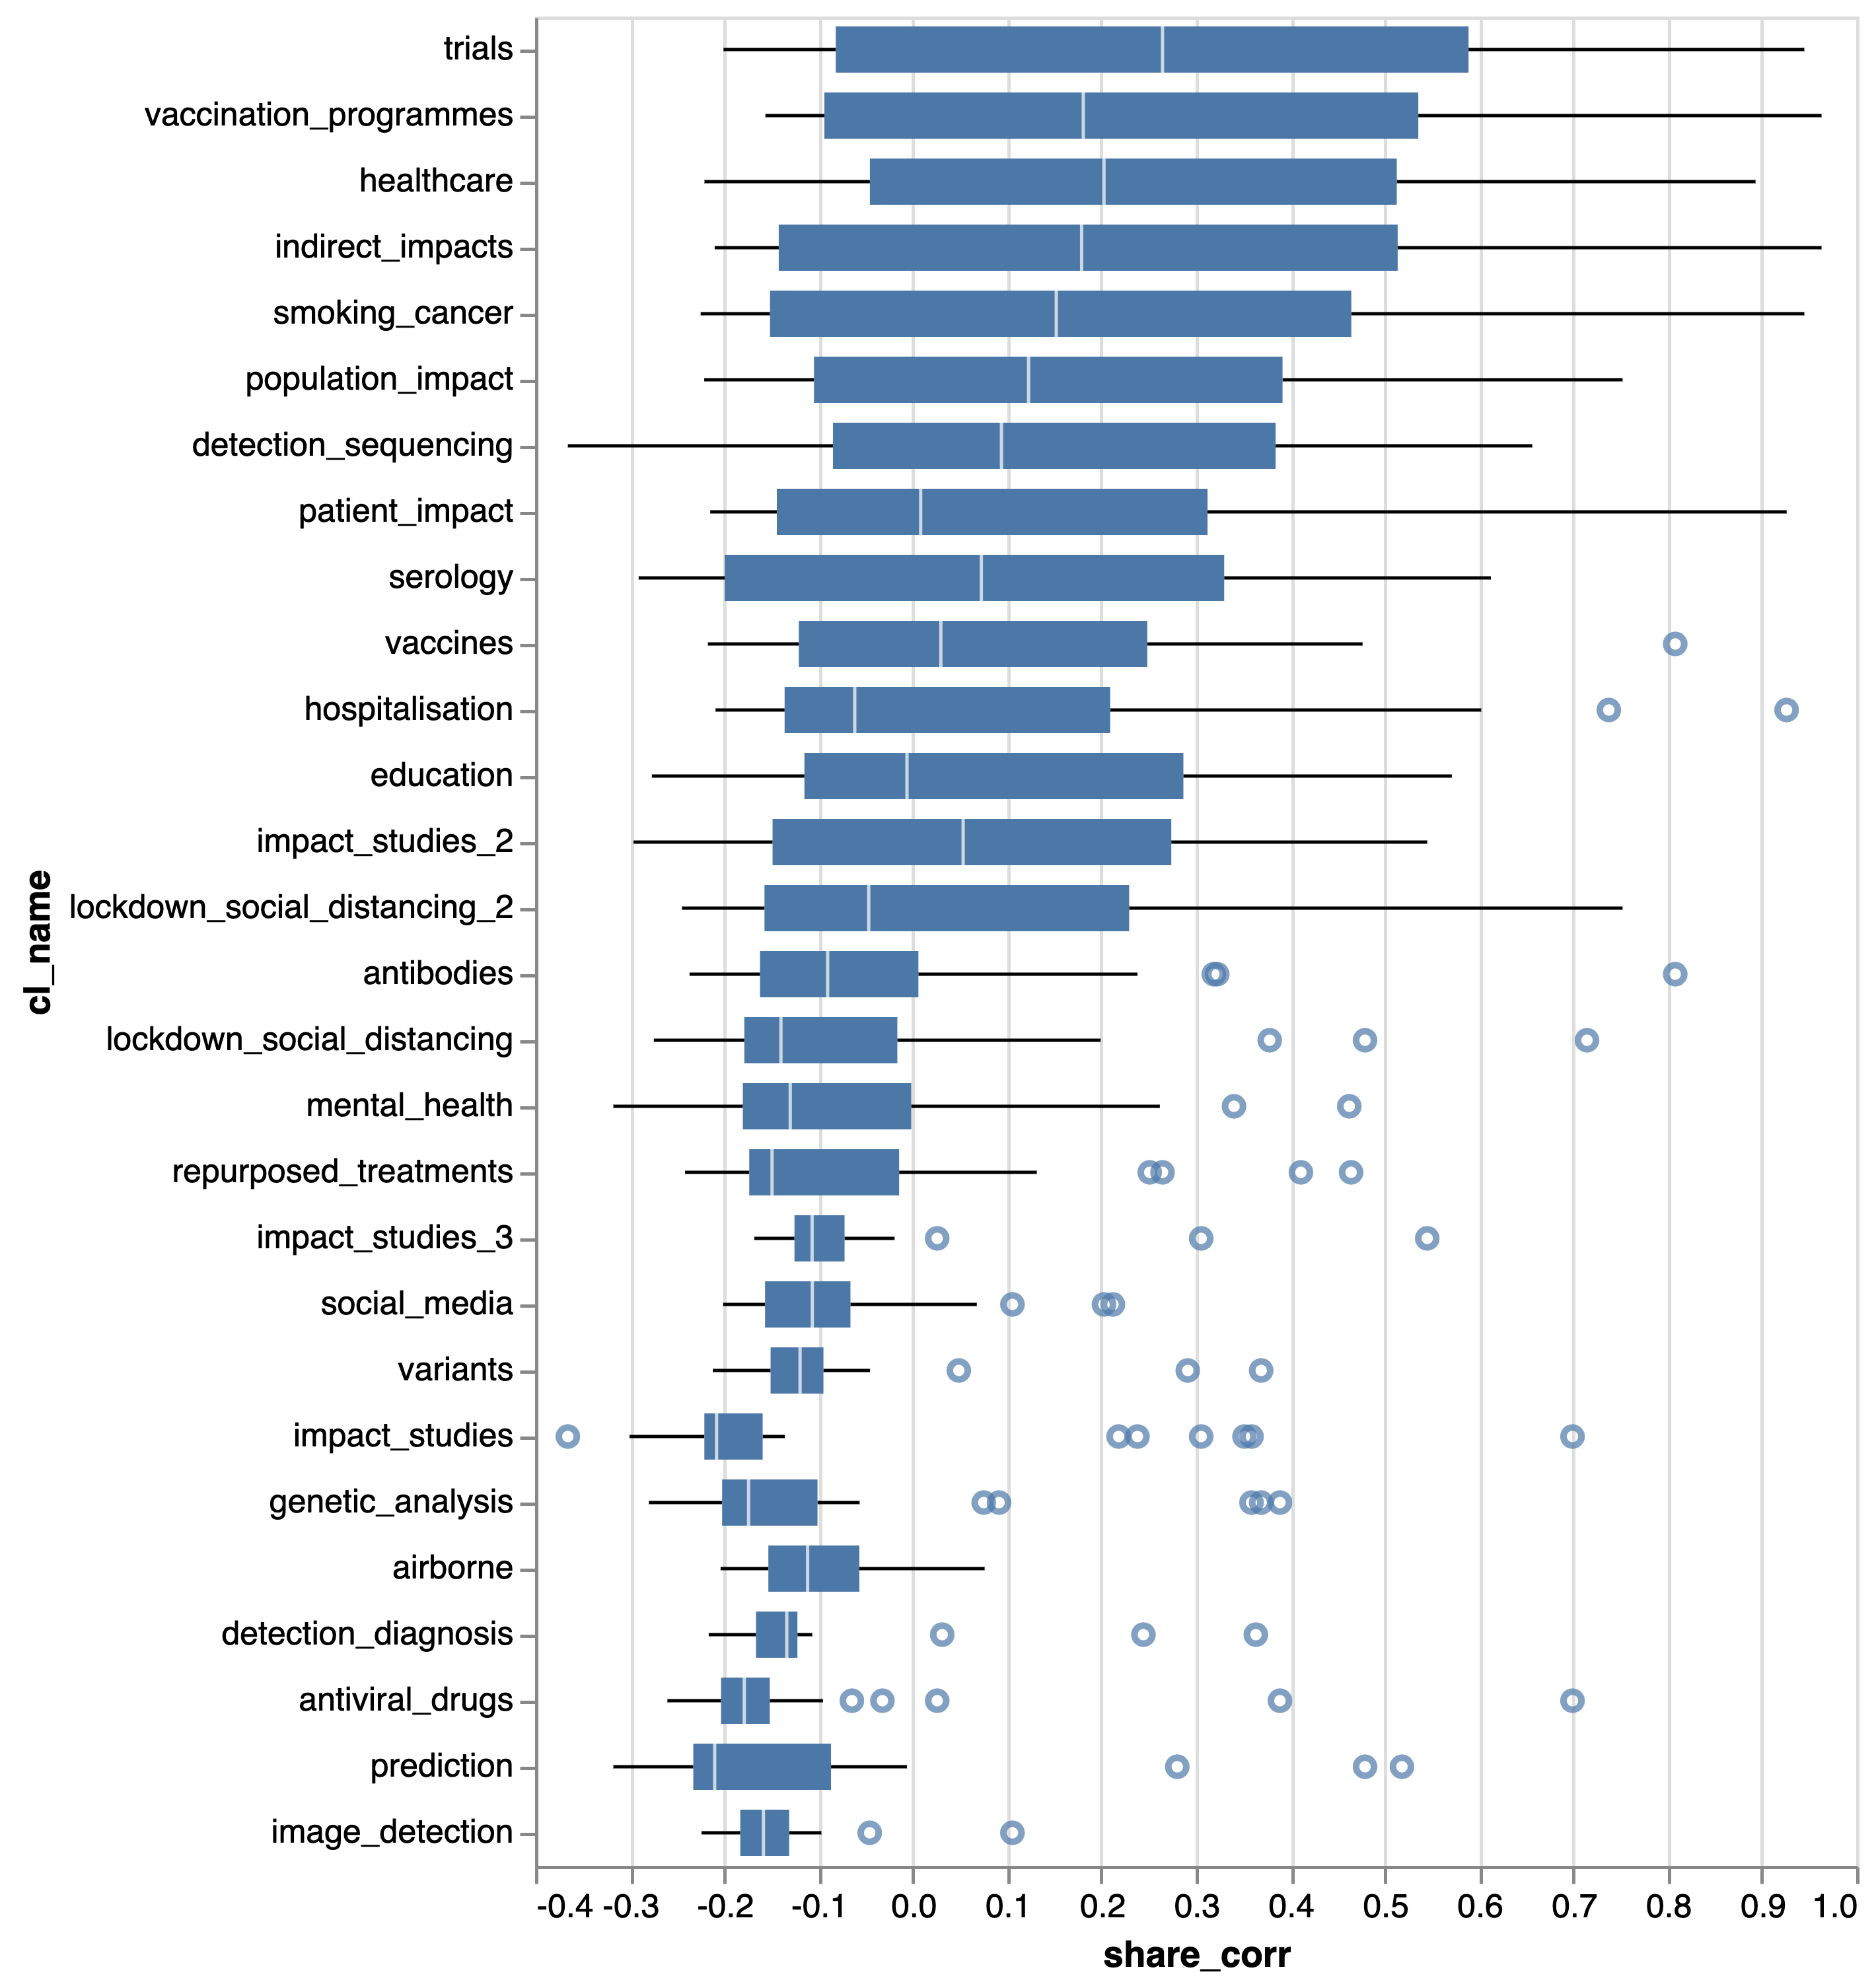 trials
vaccination_programmes
healthcare
indirect_impacts
smoking_cancer
population_impact
detection_sequencing
patient_impact
serology
vaccines
hospitalisation
education
impact_studies_2
lockdown_social_distancing_2
antibodies
lockdown_social_distancing
mental_health
repurposed_treatments
impact_studies_3
social_media
variants
impact_studies
genetic_analysis
airborne
detection_diagnosis
antiviral_drugs
prediction
image_detection
cl_name
-0.4 -0.3 -0.2 -0.1 0.0 0.1 0.2 0.3 0.4 0.5 0.6 0.7 0.8 0.9 1.0
share_corr